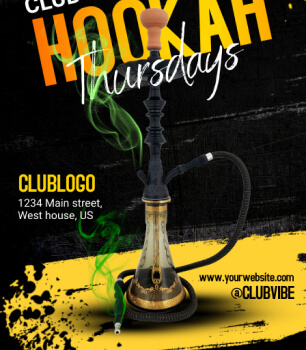 CLUB
HOOKAH
Thursdays
CLUBLOGO
1234 Main street,
West house, US
www.yourwebsite.com
@CLUBVIBE